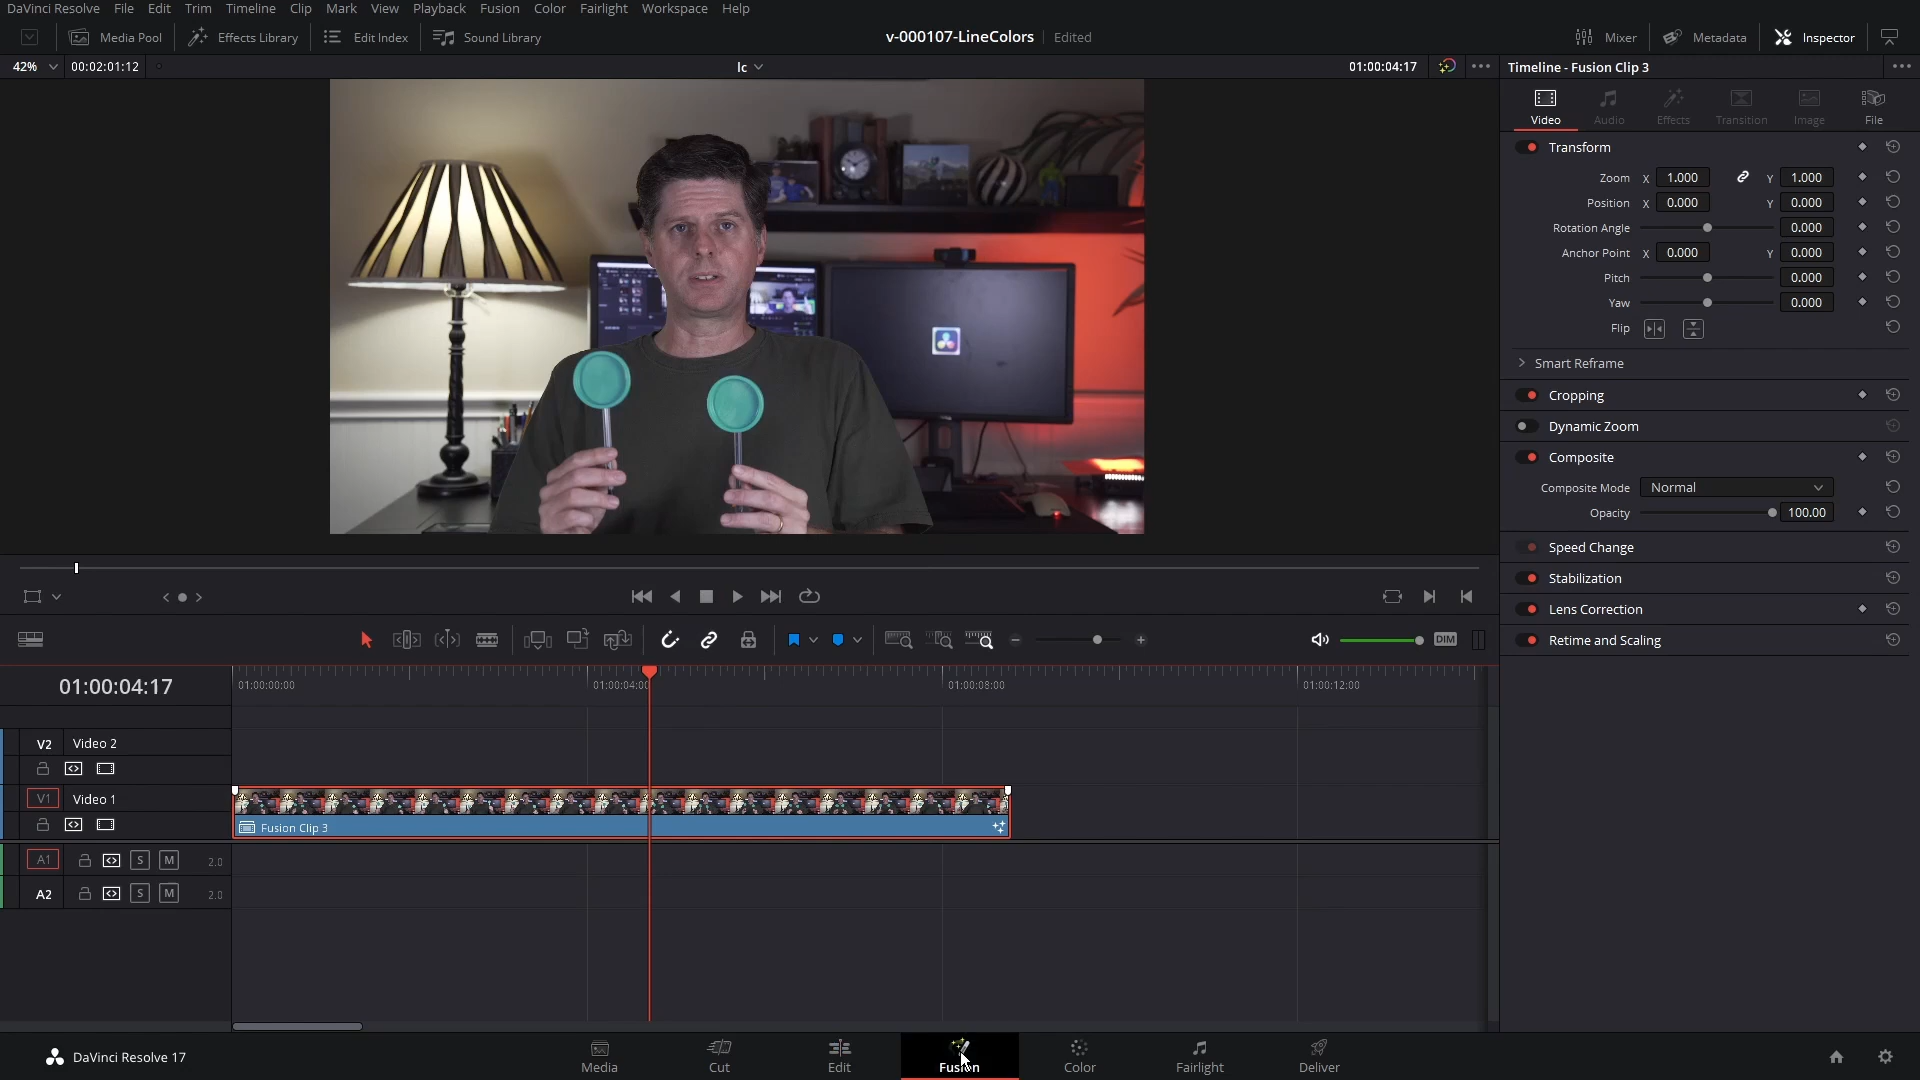 DaVinci Resolve File Edit Trim Timeline Clip Mark View Playback Fusion Color Fairlight Workspace Help
Media Pool Effects Library Edit Index Sound Library v-000107-LineColors Edited Mixer Metadata Inspector
42% 00:02:01:12 lc 01:00:04:17 Timeline - Fusion Clip 3
Video Audio Effects Transition Image File
Transform
Zoom X 1.000 Y 1.000
Position X 0.000 Y 0.000
Rotation Angle 0.000
Anchor Point X 0.000 Y 0.000
Pitch 0.000
Yaw 0.000
Flip
Smart Reframe
Cropping
Dynamic Zoom
Composite
Composite Mode Normal
Opacity 100.00
Speed Change
Stabilization
Lens Correction
Retime and Scaling
DIM
01:00:04:17 01:00:00:00 01:00:04:00 01:00:08:00 01:00:12:00
V2 Video 2
V1 Video 1
Fusion Clip 3
A1 S M 2.0
A2 S M 2.0
DaVinci Resolve 17 Media Cut Edit Fusion Color Fairlight Deliver